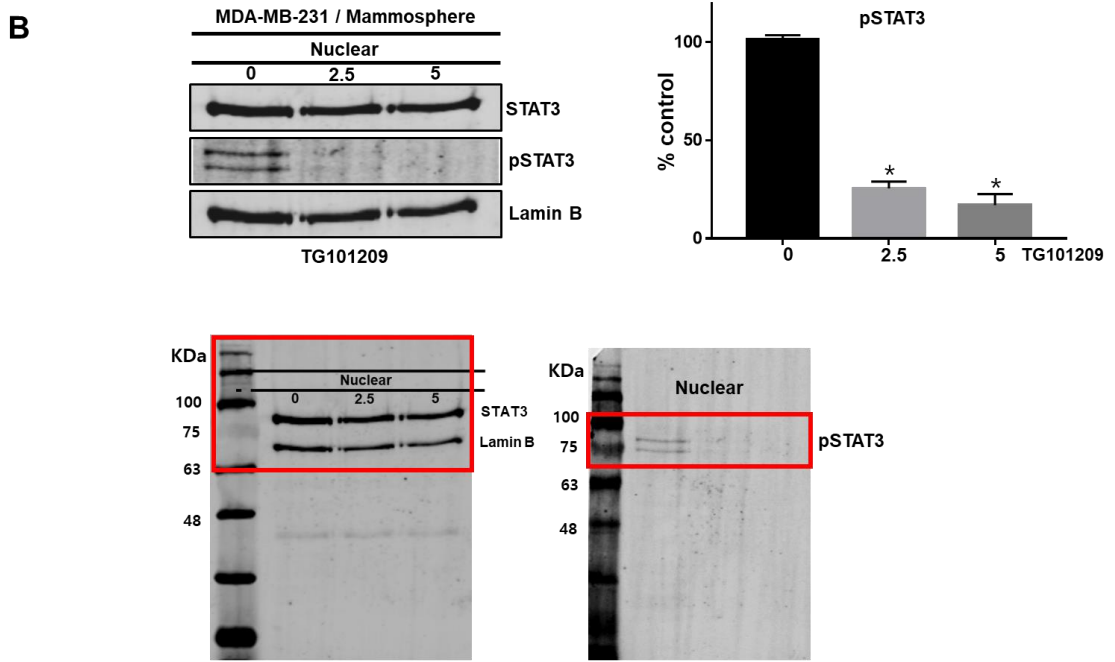 B
MDA-MB-231 / Mammosphere
Nuclear
0 2.5 5
STAT3
pSTAT3
Lamin B
TG101209
pSTAT3
% control
100
50
0
* *
0 2.5 5 TG101209
KDa
100
75
63
48
Nuclear
0 2.5 5
STAT3
Lamin B
KDa
100
75
63
48
Nuclear
pSTAT3